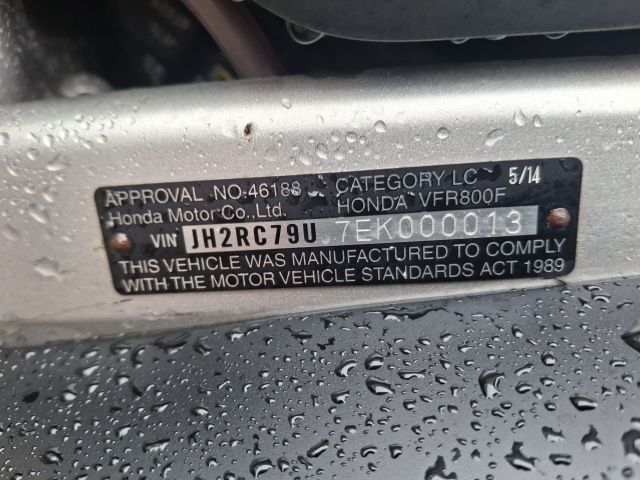 APPROVAL NO.46188 CATEGORY LC 5/14
Honda Motor Co.,Ltd. HONDA VFR800F
VIN JH2RC79U 7EK000013
THIS VEHICLE WAS MANUFACTURED TO COMPLY
WITH THE MOTOR VEHICLE STANDARDS ACT 1989